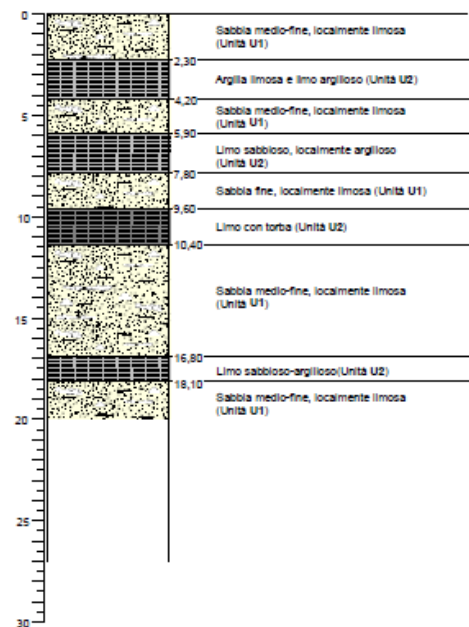 0
Sabbia medio-fine, localmente limosa
(Unità U1)
2,30
Argilla limosa e limo argilloso (Unità U2)
4,20
Sabbia medio-fine, localmente limosa
(Unità U1)
5
5,90
Limo sabbioso, localmente argilloso
(Unità U2)
7,80
Sabbia fine, localmente limosa (Unità U1)
9,60
10
Limo con torba (Unità U2)
10,40
Sabbia medio-fine, localmente limosa
(Unità U1)
15
16,80
Limo sabbioso-argilloso(Unità U2)
18,10
Sabbia medio-fine, localmente limosa
(Unità U1)
20
25
30